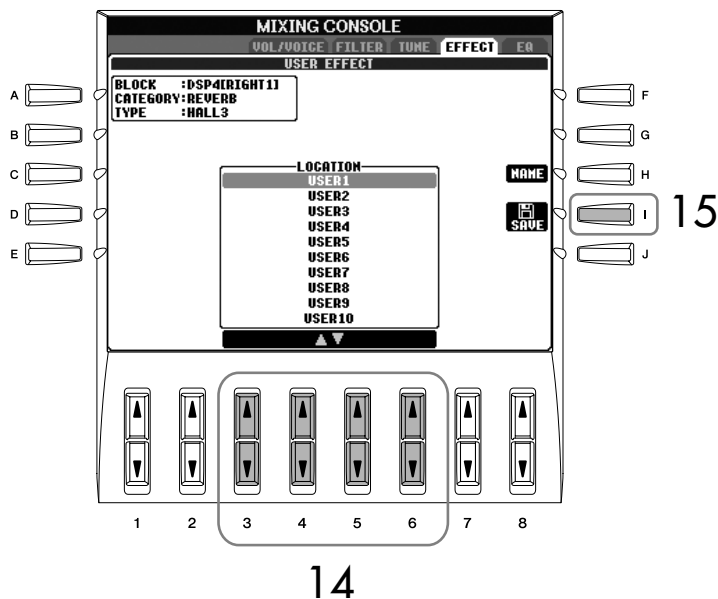 MIXING CONSOLE
VOL/VOICE FILTER TUNE EFFECT EQ
USER EFFECT
BLOCK :DSP4[RIGHT1]
CATEGORY:REVERB
TYPE :HALL3
A
B
C
D
E
LOCATION
USER1
USER2
USER3
USER4
USER5
USER6
USER7
USER8
USER9
USER10
▲ ▼
NAME
SAVE
F
G
H
I
J
15
1 2 3 4 5 6 7 8
14